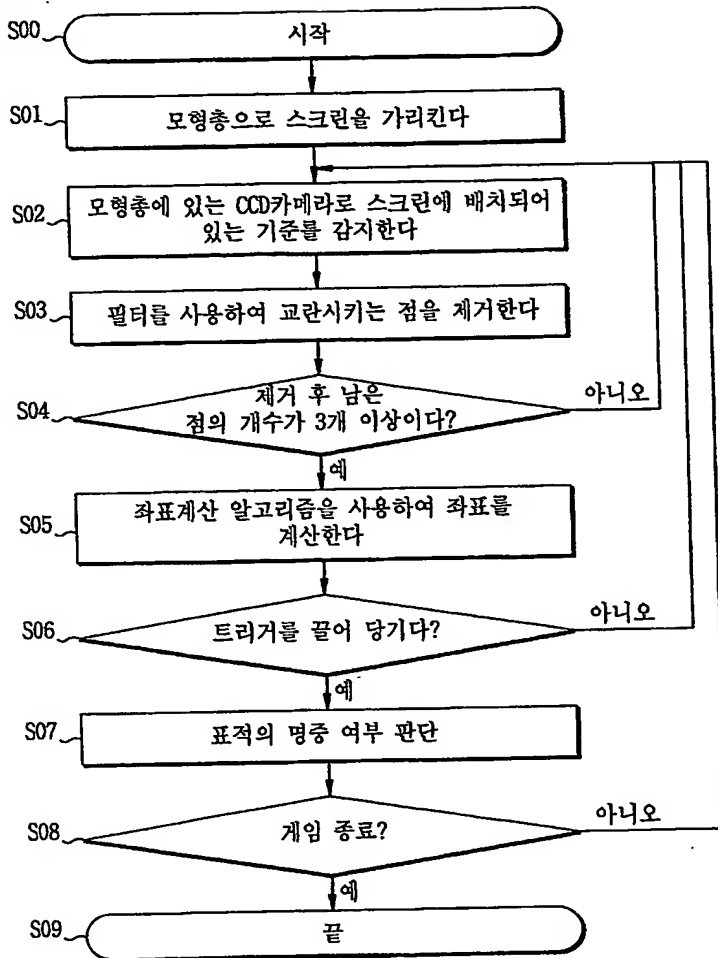 S00 시작
S01 모형총으로 스크린을 가리킨다
S02 모형총에 있는 CCD카메라로 스크린에 배치되어
있는 기준를 감지한다
S03 필터를 사용하여 교란시키는 점을 제거한다
제거 후 남은
S04 점의 개수가 3개 이상이다?
아니오
예
좌표계산 알고리즘을 사용하여 좌표를
S05 계산한다
S06 트리거를 끌어 당기다?
아니오
예
S07 표적의 명중 여부 판단
S08 게임 종료?
아니오
예
S09 끝